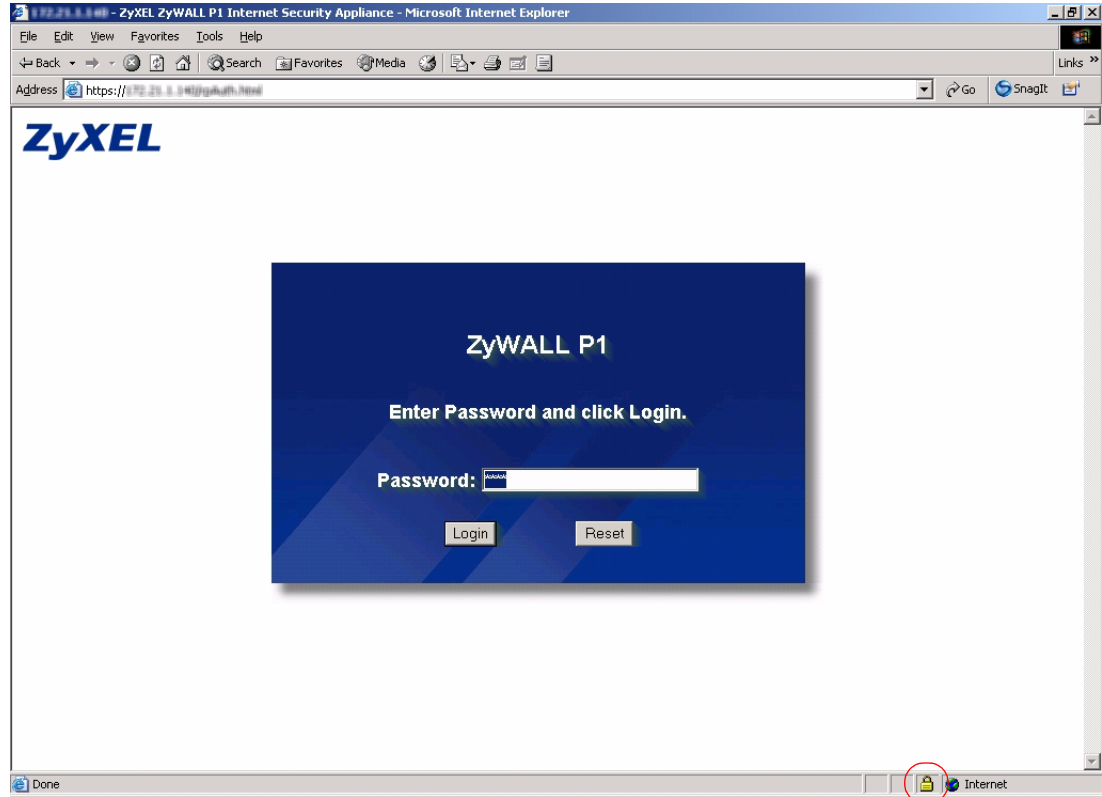 - ZyXEL ZyWALL P1 Internet Security Appliance - Microsoft Internet Explorer
File Edit View Favorites Tools Help
Back Search Favorites Media Links »
Address https:// Go SnagIt
ZyXEL
ZyWALL P1
Enter Password and click Login.
Password: *****
Login Reset
Done Internet